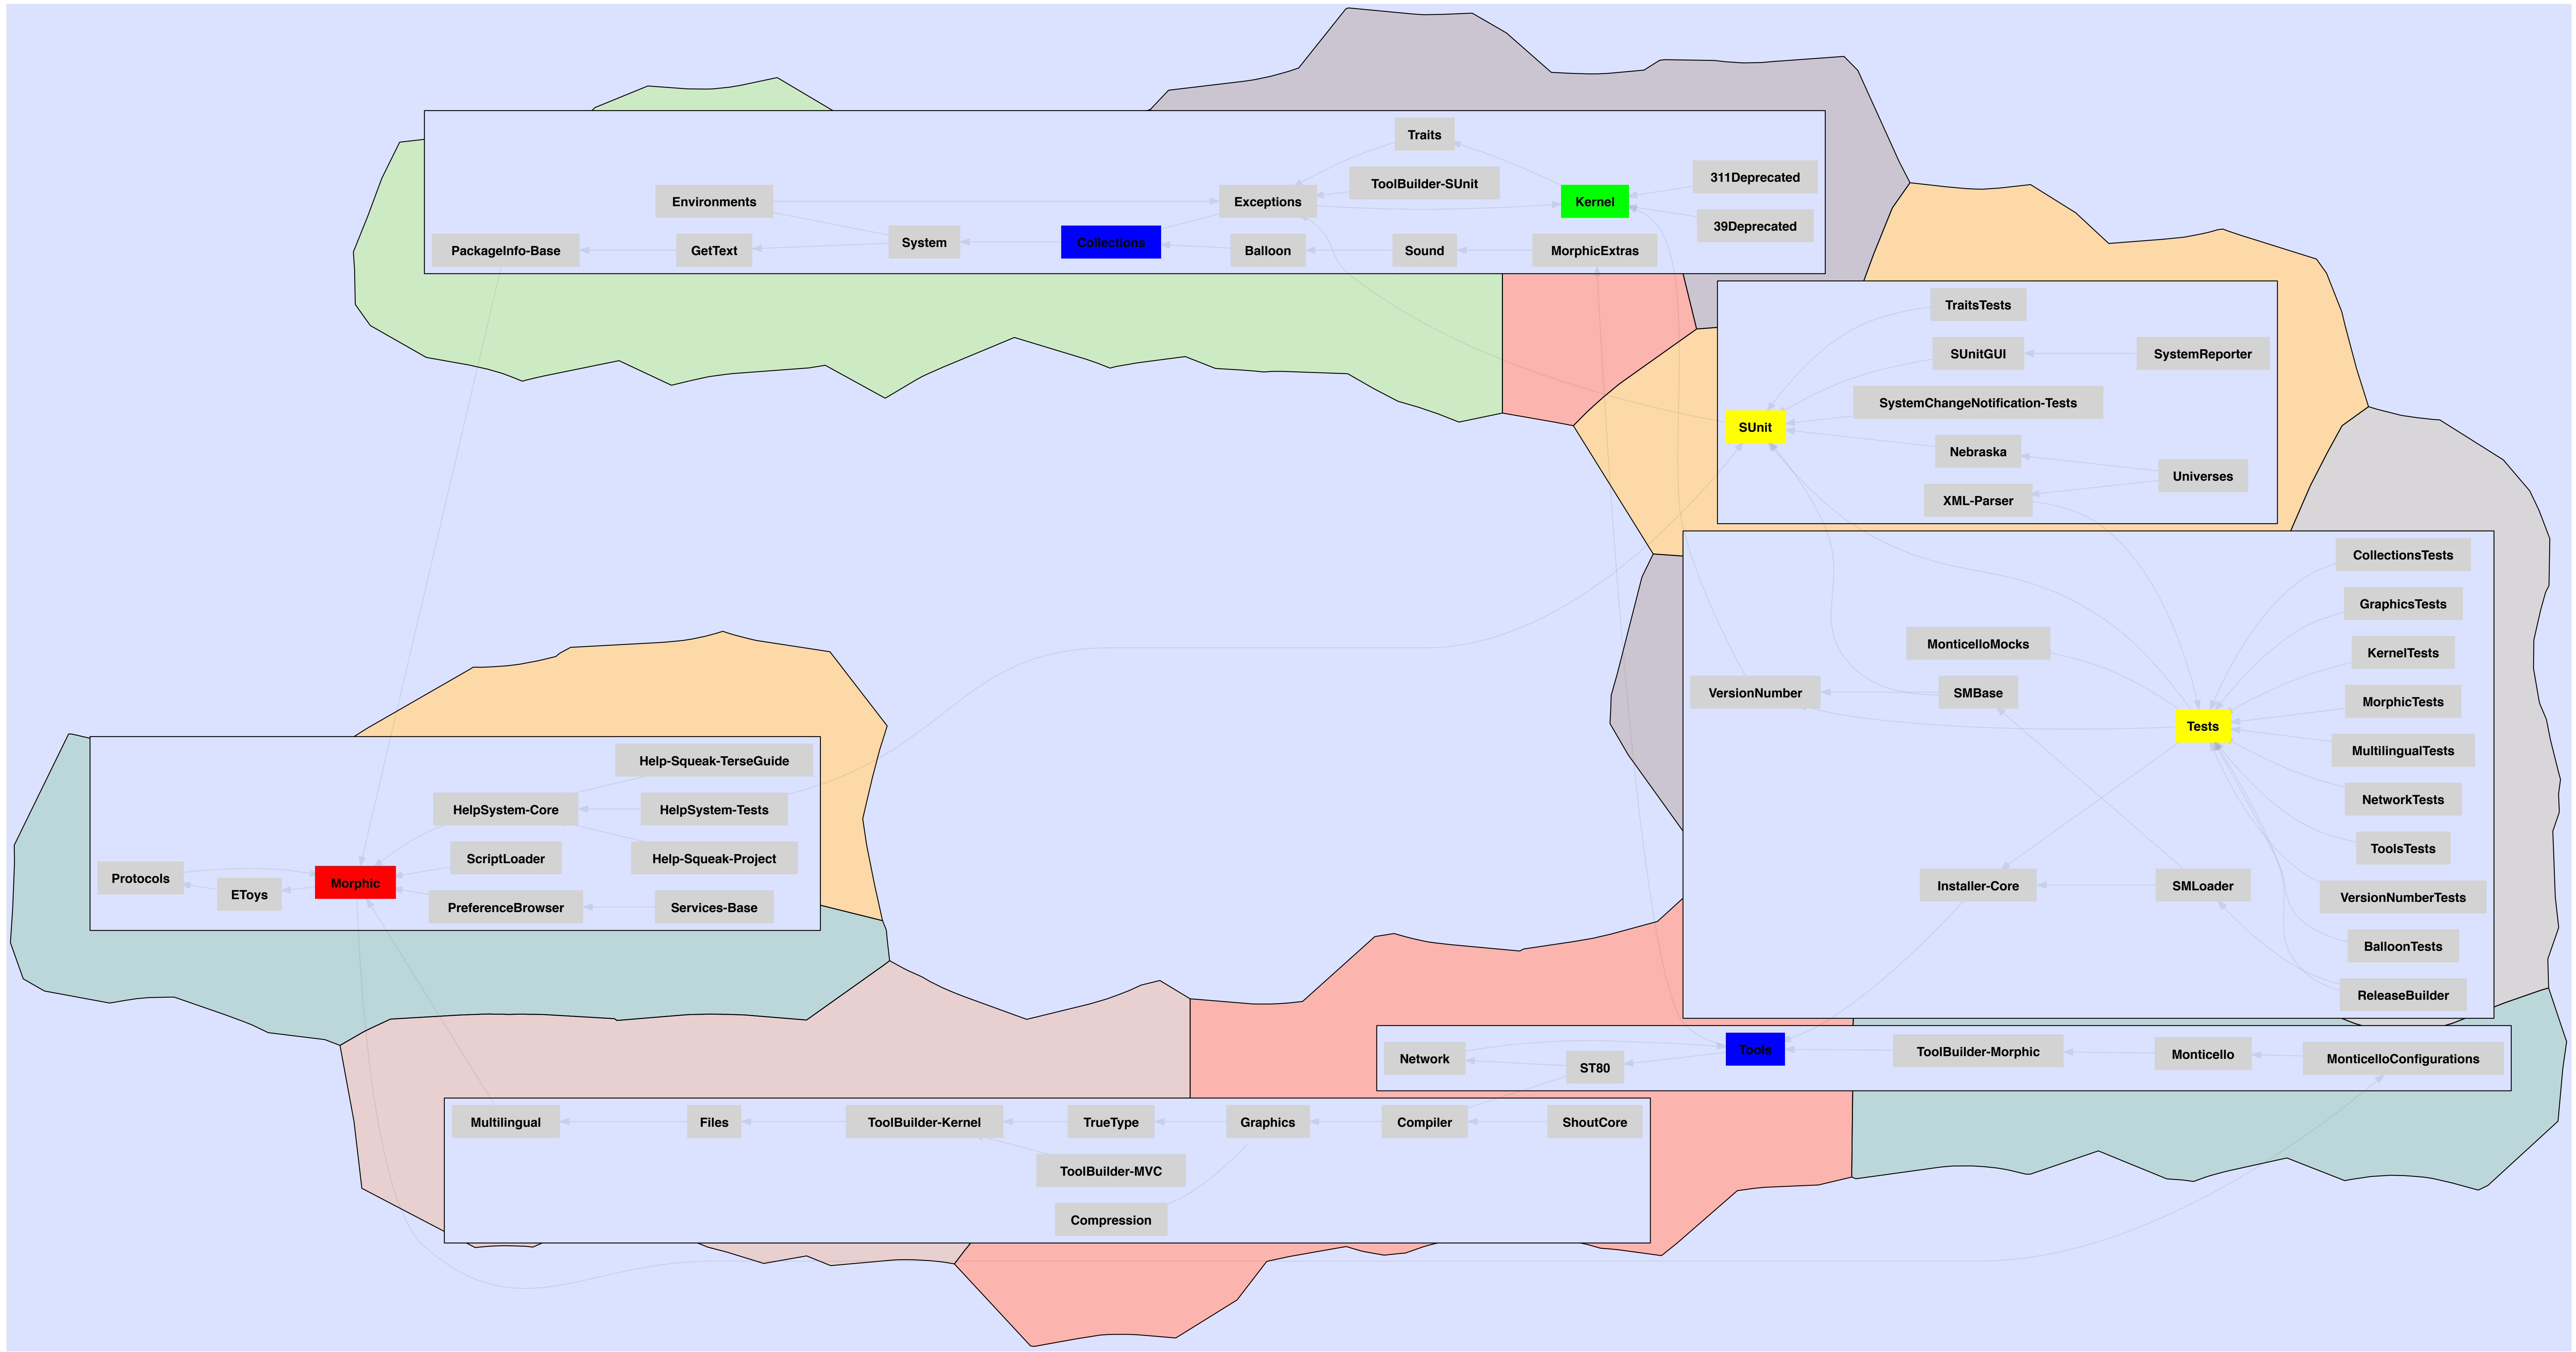 Traits
ToolBuilder-SUnit
311Deprecated
Environments
Exceptions
Kernel
39Deprecated
PackageInfo-Base
GetText
System
Collections
Balloon
Sound
MorphicExtras
TraitsTests
SUnitGUI
SystemReporter
SystemChangeNotification-Tests
SUnit
Nebraska
Universes
XML-Parser
CollectionsTests
GraphicsTests
MonticelloMocks
KernelTests
VersionNumber
SMBase
MorphicTests
Tests
MultilingualTests
NetworkTests
ToolsTests
Installer-Core
SMLoader
VersionNumberTests
BalloonTests
ReleaseBuilder
Help-Squeak-TerseGuide
HelpSystem-Core
HelpSystem-Tests
ScriptLoader
Help-Squeak-Project
Protocols
EToys
Morphic
PreferenceBrowser
Services-Base
Network
ST80
Tools
ToolBuilder-Morphic
Monticello
MonticelloConfigurations
Multilingual
Files
ToolBuilder-Kernel
TrueType
Graphics
Compiler
ShoutCore
ToolBuilder-MVC
Compression